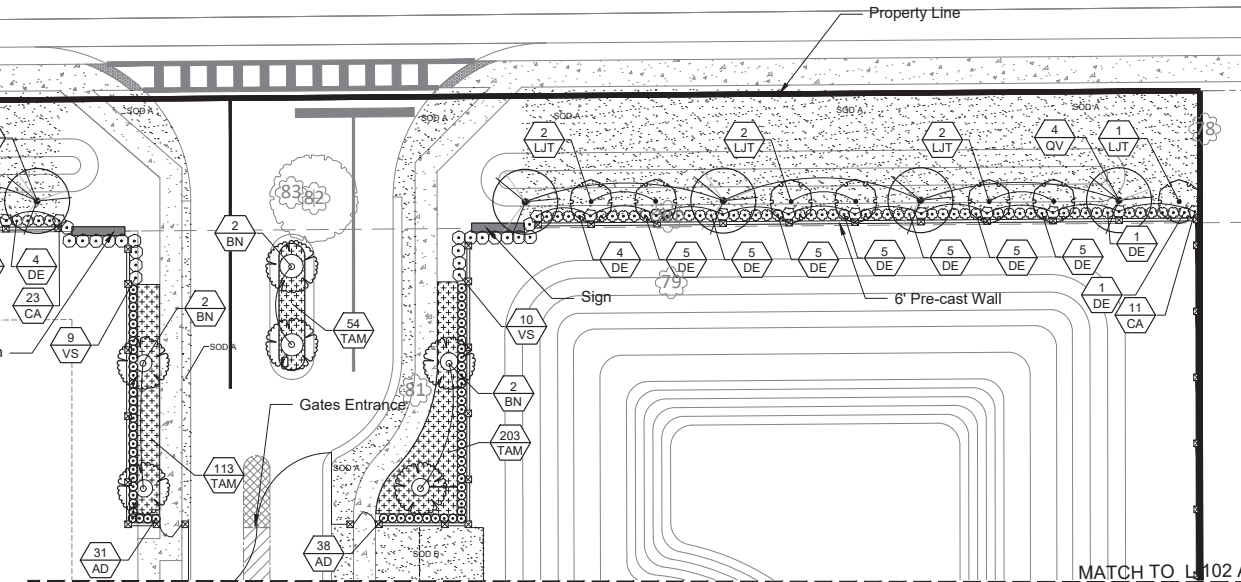 Property Line
SOD A
SOD A
SOD A
SOD A
SOD A
78
2
LJT
2
LJT
2
LJT
4
QV
1
LJT
83
82
2
BN
4
DE
23
CA
9
VS
2
BN
SOD A
54
TAM
Sign
10
VS
4
DE
5
DE
5
DE
5
DE
5
DE
5
DE
5
DE
5
DE
1
DE
1
DE
11
CA
79
6' Pre-cast Wall
81
2
BN
Gates Entrance
203
TAM
113
TAM
SOD A
31
AD
38
AD
SOD B
MATCH TO L-102 A